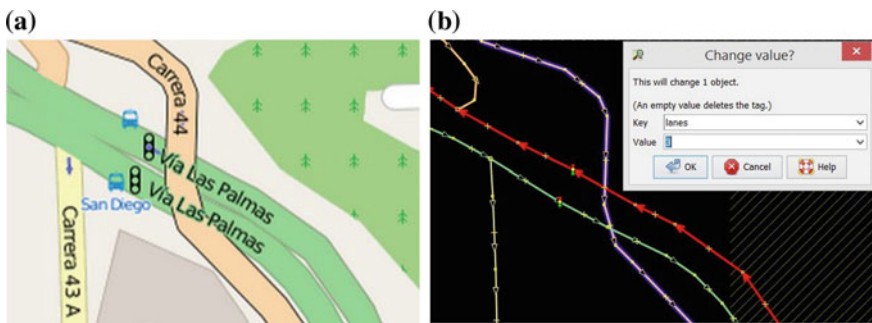 (a)
Carrera 44
Vía Las Palmas
Vía Las Palmas
San Diego
Carrera 43 A
(b)
Change value?
This will change 1 object.
(An empty value deletes the tag.)
Key
lanes
Value
OK
Cancel
Help